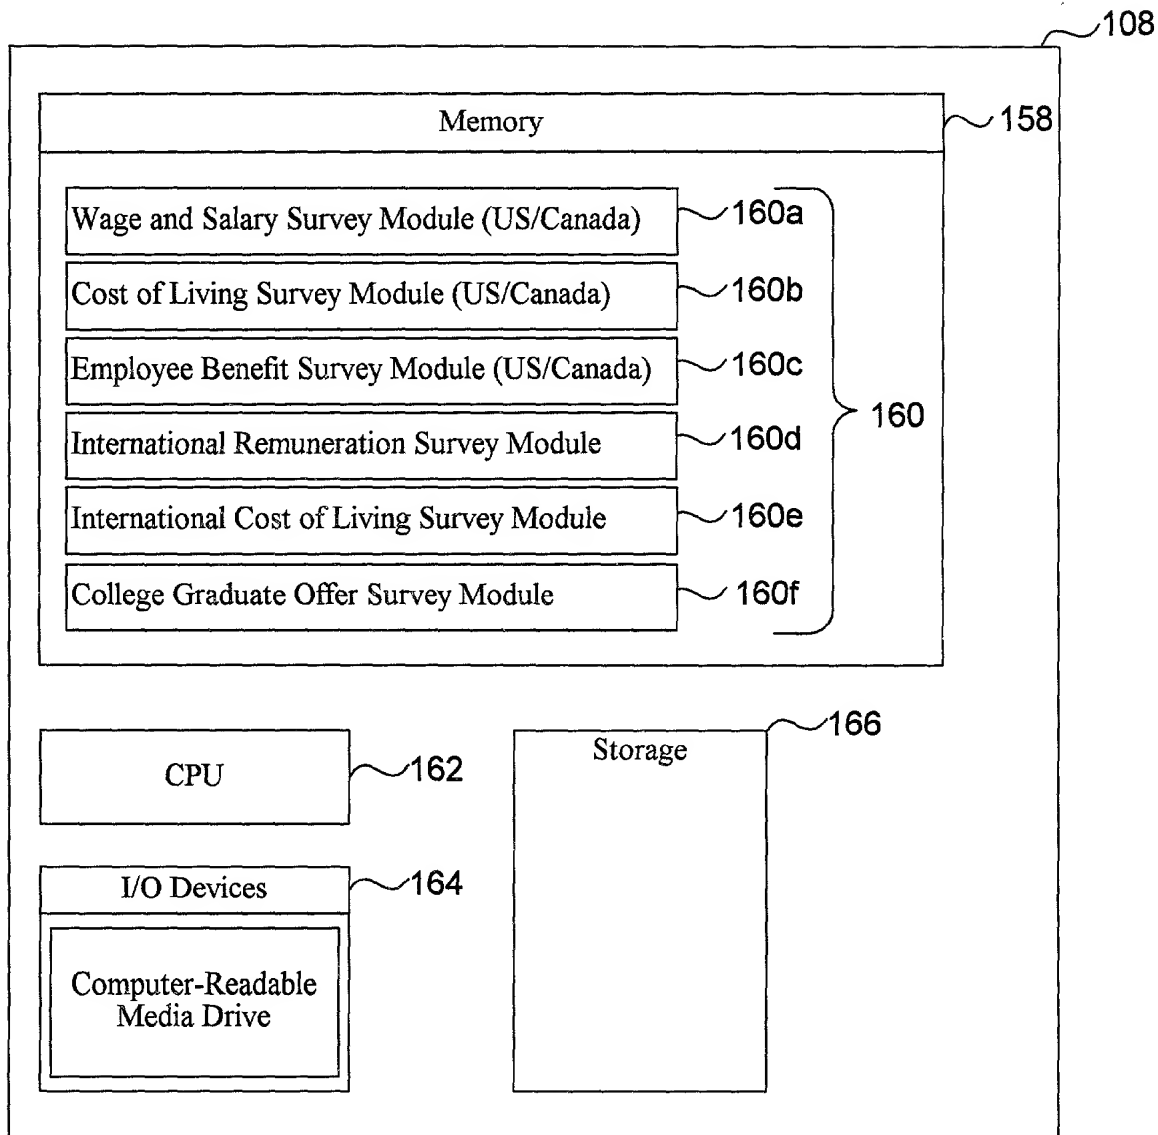 108
Memory
158
Wage and Salary Survey Module (US/Canada)
160a
Cost of Living Survey Module (US/Canada)
160b
Employee Benefit Survey Module (US/Canada)
160c
160
International Remuneration Survey Module
160d
International Cost of Living Survey Module
160e
College Graduate Offer Survey Module
160f
CPU
162
Storage
166
I/O Devices
164
Computer-Readable
Media Drive